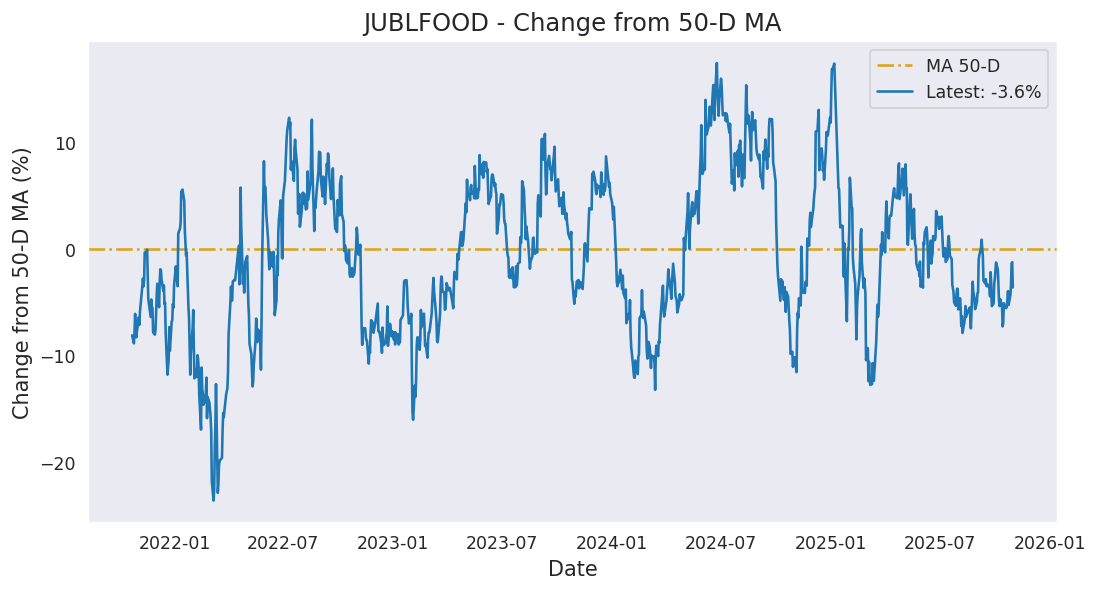 JUBLFOOD - Change from 50-D MA
MA 50-D
Latest: -3.6%
Change from 50-D MA (%)
10
0
−10
−20
2022-01
2022-07
2023-01
2023-07
2024-01
2024-07
2025-01
2025-07
2026-01
Date